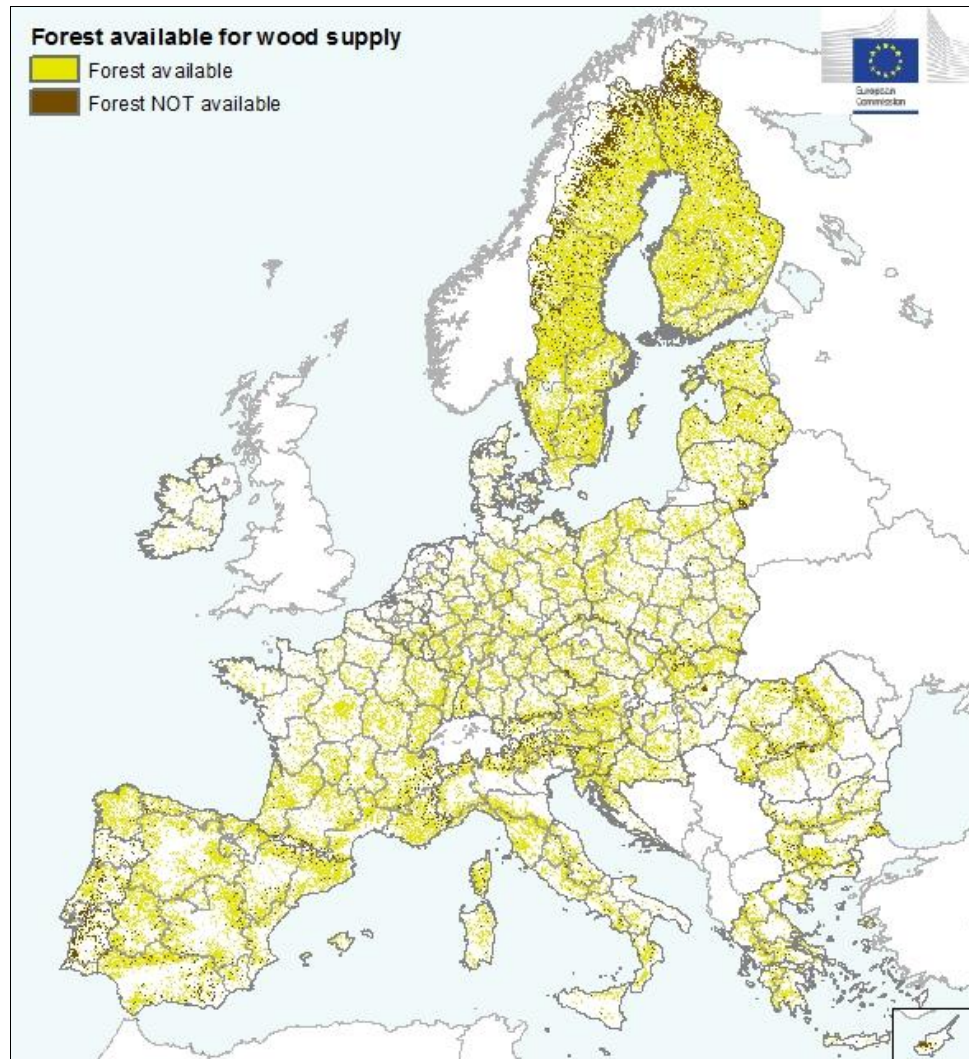 Forest available for wood supply
Forest available
Forest NOT available
European
Commission